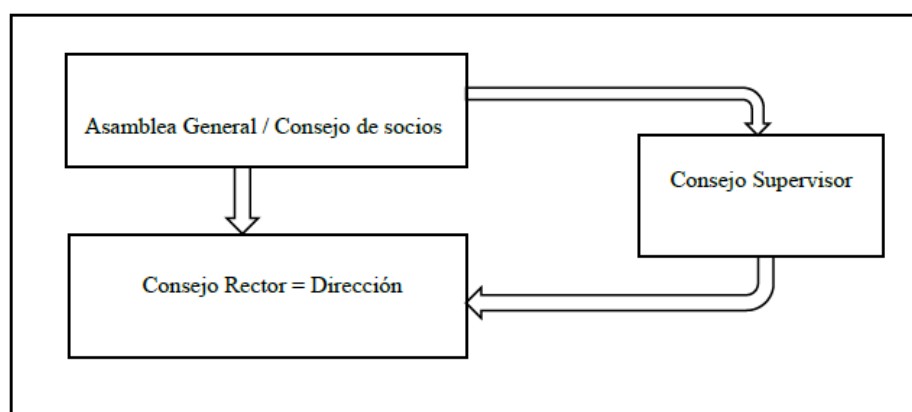 Asamblea General / Consejo de socios
Consejo Supervisor
Consejo Rector = Dirección